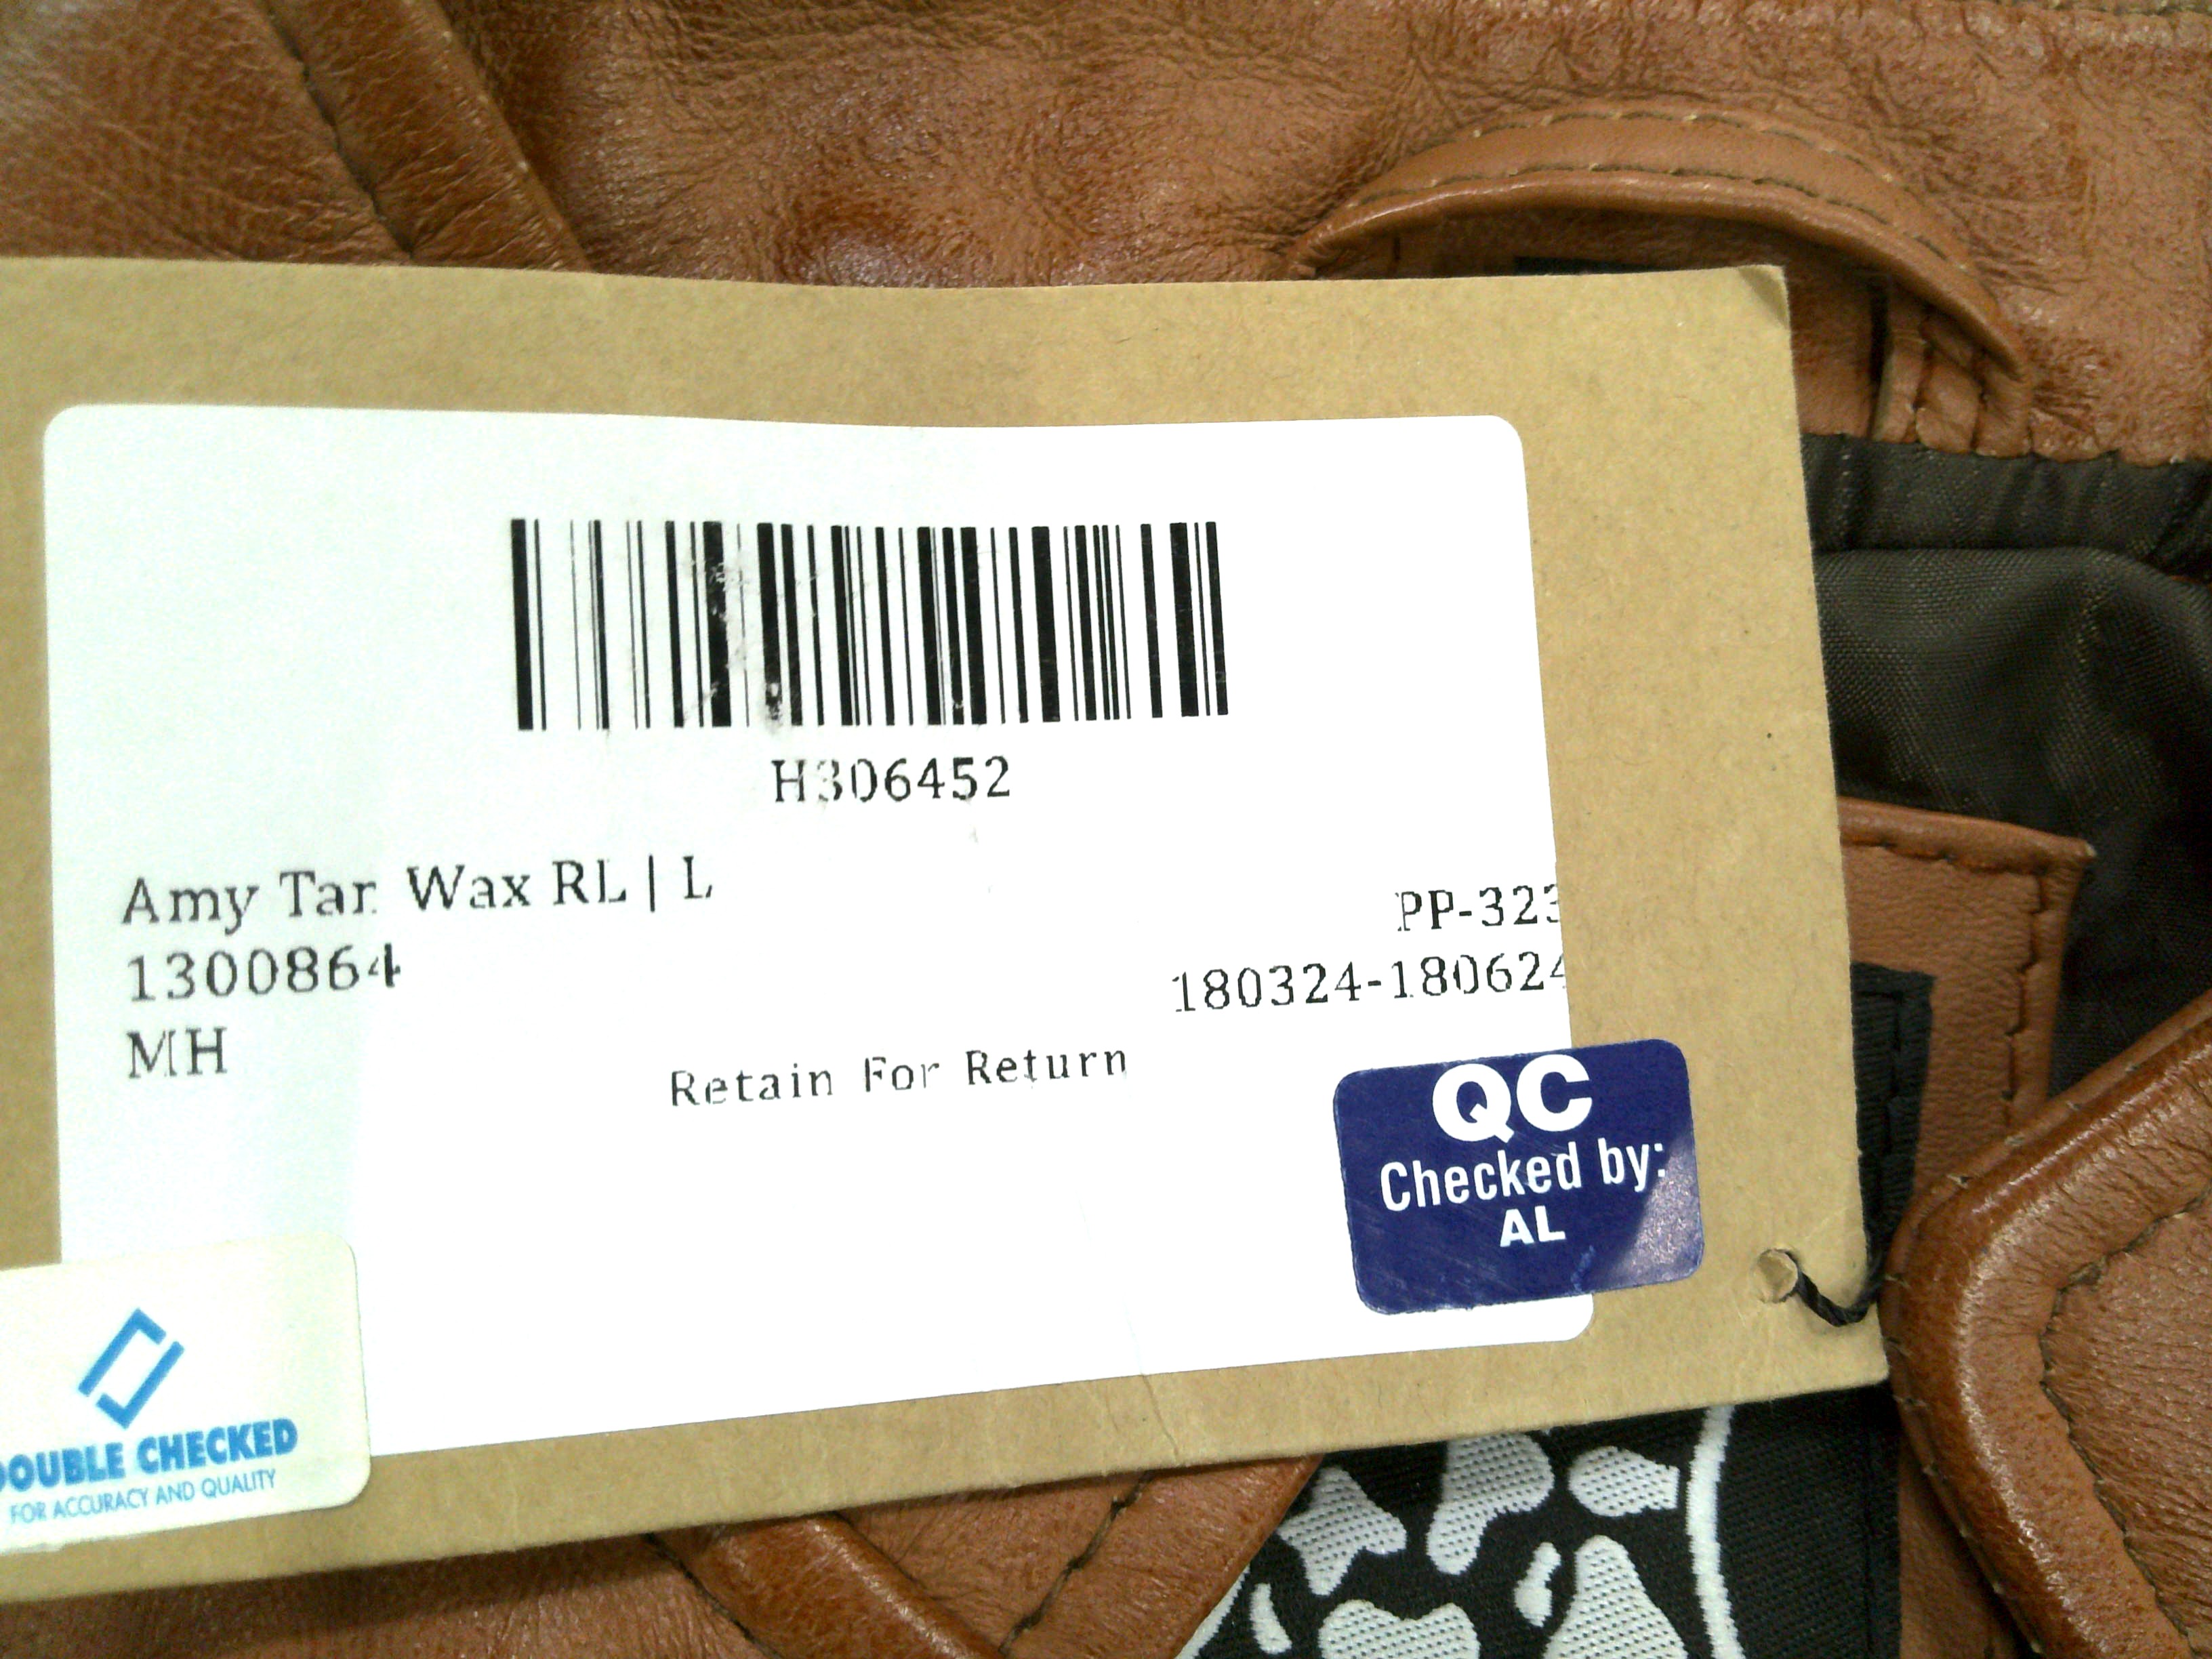 H306452
Amy Tan Wax RL | L
PP-323
1300864
180324-180624
MH
Retain For Return
QC
Checked by:
AL
DOUBLE CHECKED
FOR ACCURACY AND QUALITY